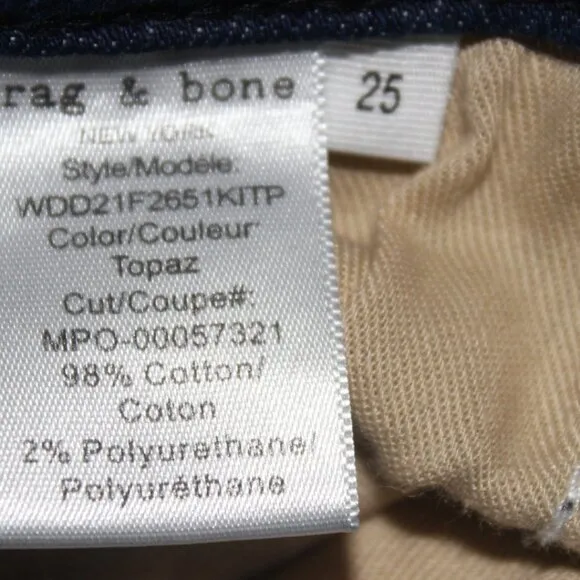 rag & bone
25
NEW YORK
Style/Modèle:
WDD21F2651KITP
Color/Couleur
Topaz
Cut/Coupe#:
MPO-00057321
98% Cotton/
Coton
2% Polyurethane/
Polyuréthane